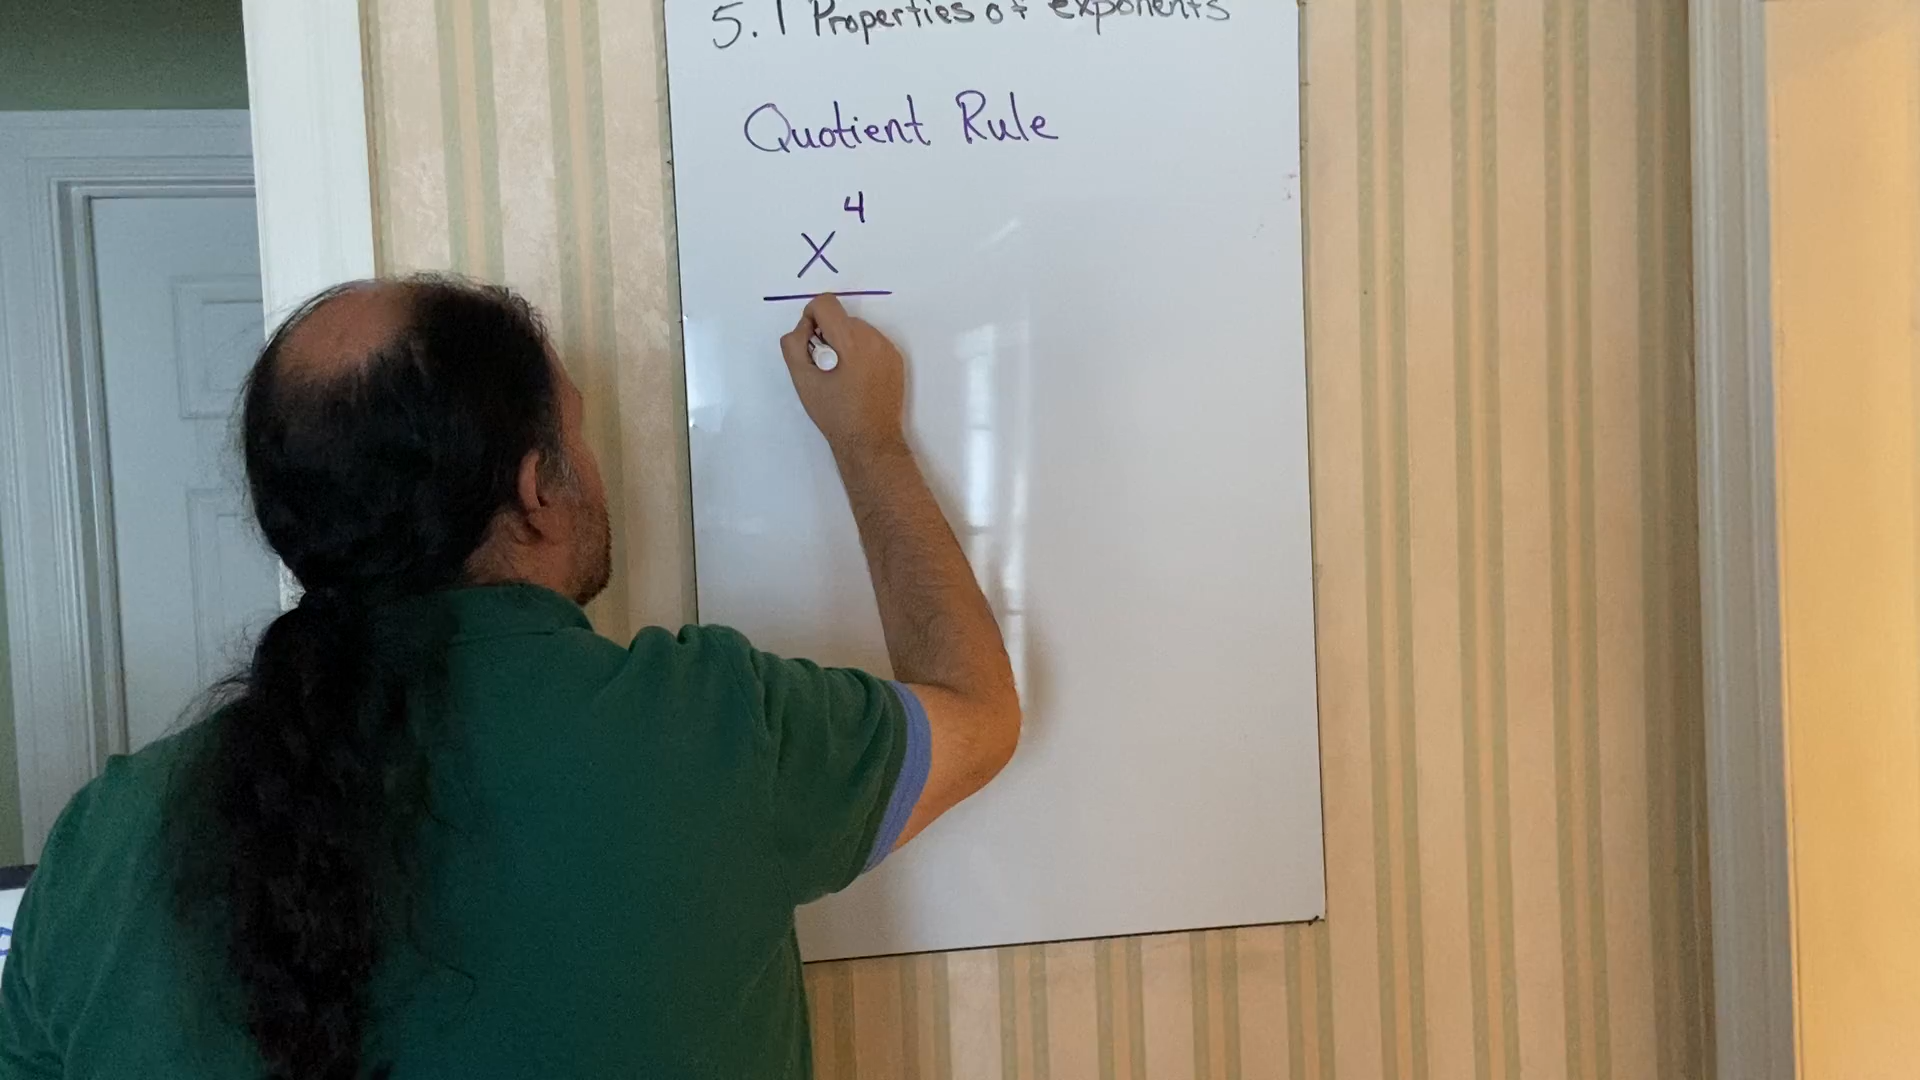 5.1 Properties of exponents
Quotient Rule
x⁴